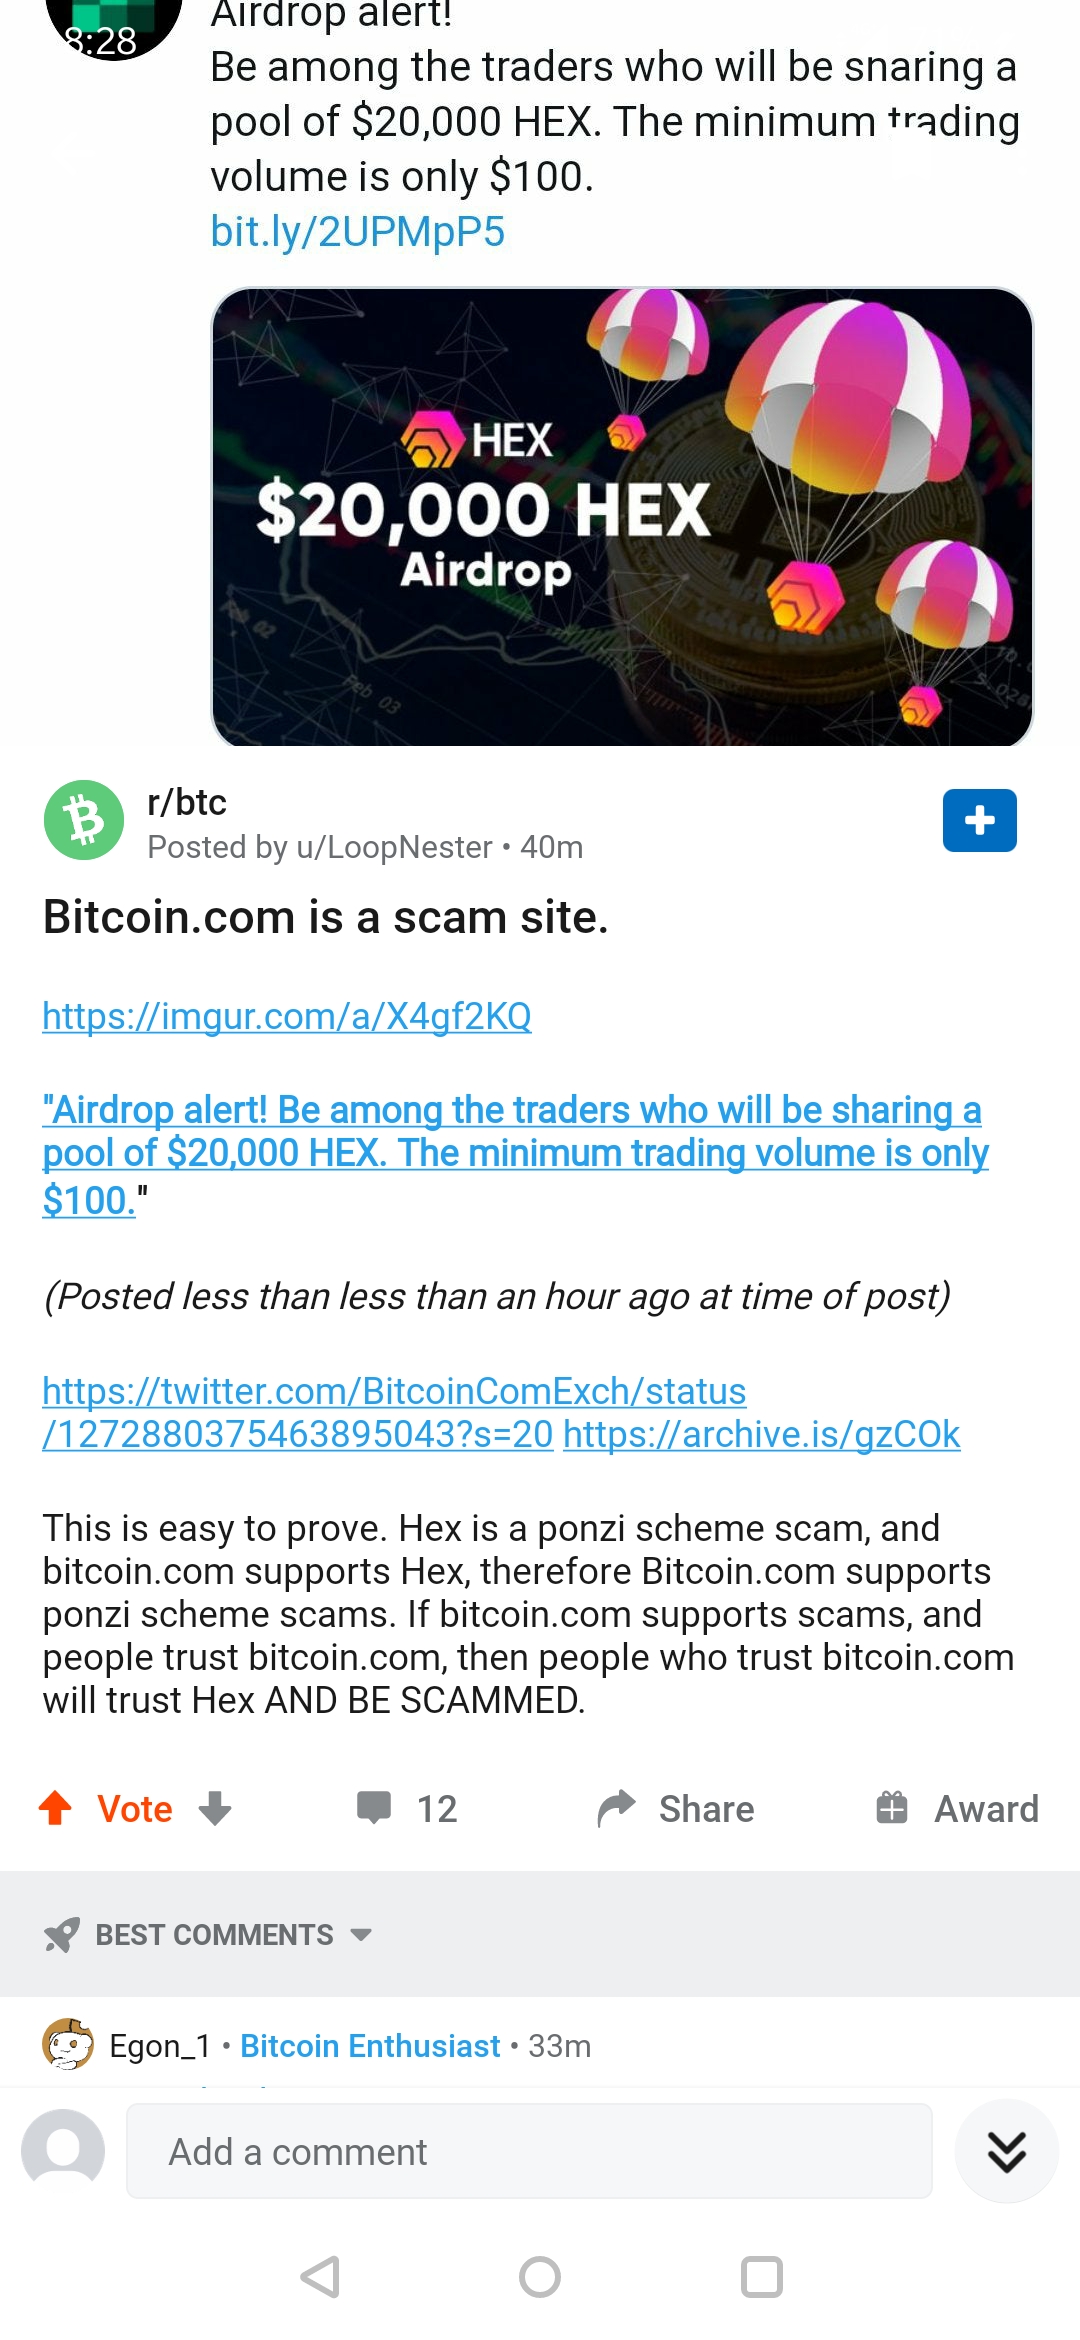 Airdrop alert!
8:28
Be among the traders who will be sharing a
pool of $20,000 HEX. The minimum trading
volume is only $100.
bit.ly/2UPMpP5
HEX
$20,000 HEX
Airdrop
Feb 02
Feb 03
r/btc
Posted by u/LoopNester • 40m
Bitcoin.com is a scam site.
https://imgur.com/a/X4gf2KQ
"Airdrop alert! Be among the traders who will be sharing a
pool of $20,000 HEX. The minimum trading volume is only
$100."
(Posted less than less than an hour ago at time of post)
https://twitter.com/BitcoinComExch/status
/1272880375463895043?s=20 https://archive.is/gzCOk
This is easy to prove. Hex is a ponzi scheme scam, and
bitcoin.com supports Hex, therefore Bitcoin.com supports
ponzi scheme scams. If bitcoin.com supports scams, and
people trust bitcoin.com, then people who trust bitcoin.com
will trust Hex AND BE SCAMMED.
Vote 12 Share Award
BEST COMMENTS
Egon_1 • Bitcoin Enthusiast • 33m
Add a comment